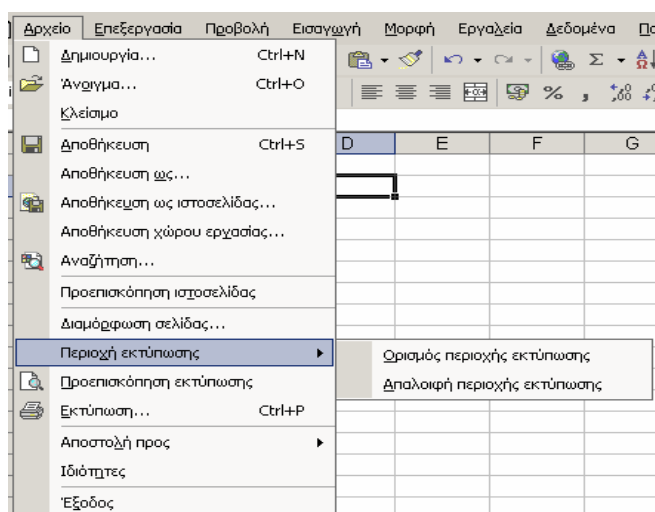 Αρχείο Επεξεργασία Προβολή Εισαγωγή Μορφή Εργαλεία Δεδομένα
Δημιουργία... Ctrl+N
Άνοιγμα... Ctrl+O
Κλείσιμο
Αποθήκευση Ctrl+S
Αποθήκευση ως...
Αποθήκευση ως ιστοσελίδας...
Αποθήκευση χώρου εργασίας...
Αναζήτηση...
Προεπισκόπηση ιστοσελίδας
Διαμόρφωση σελίδας...
Περιοχή εκτύπωσης
Ορισμός περιοχής εκτύπωσης
Απαλοιφή περιοχής εκτύπωσης
Προεπισκόπηση εκτύπωσης
Εκτύπωση... Ctrl+P
Αποστολή προς
Ιδιότητες
Έξοδος
D E F G